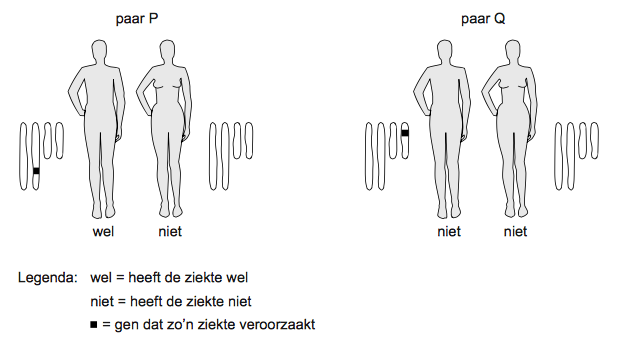 paar P
paar Q
wel
niet
niet
niet
Legenda: wel = heeft de ziekte wel
niet = heeft de ziekte niet
■ = gen dat zo'n ziekte veroorzaakt